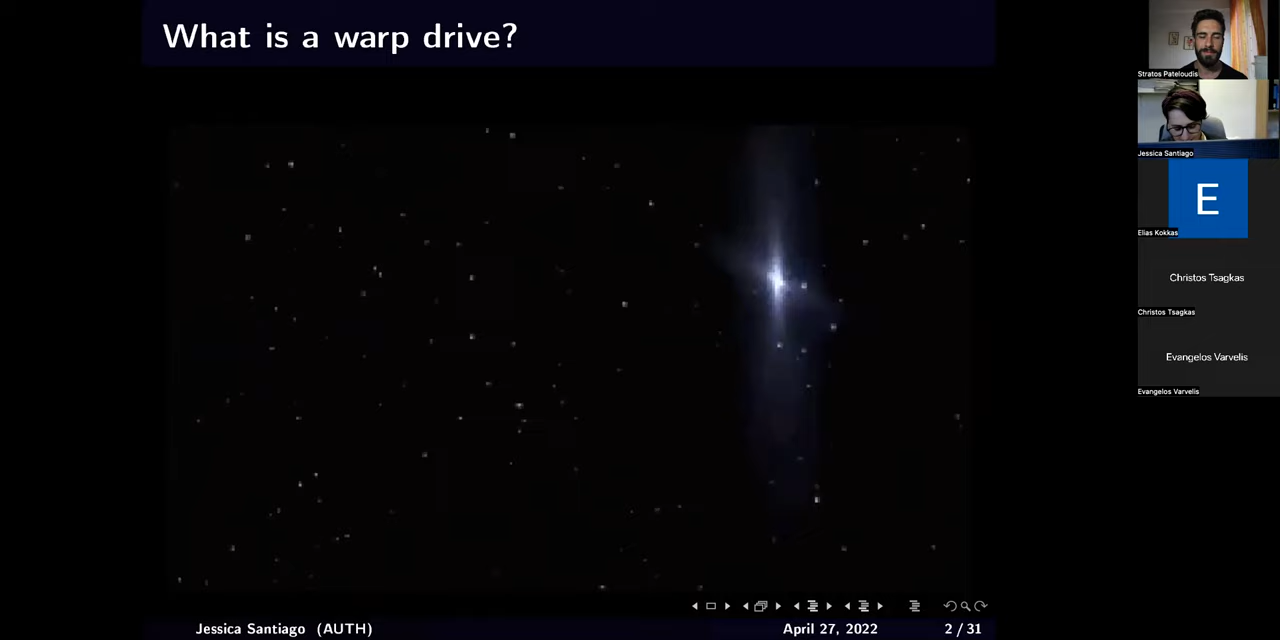 What is a warp drive?
Stratos Pateloudis
Jessica Santiago
E
Elias Kokkas
Christos Tsagkas
Christos Tsagkas
Evangelos Varvelis
Evangelos Varvelis
Jessica Santiago (AUTH)
April 27, 2022
2 / 31